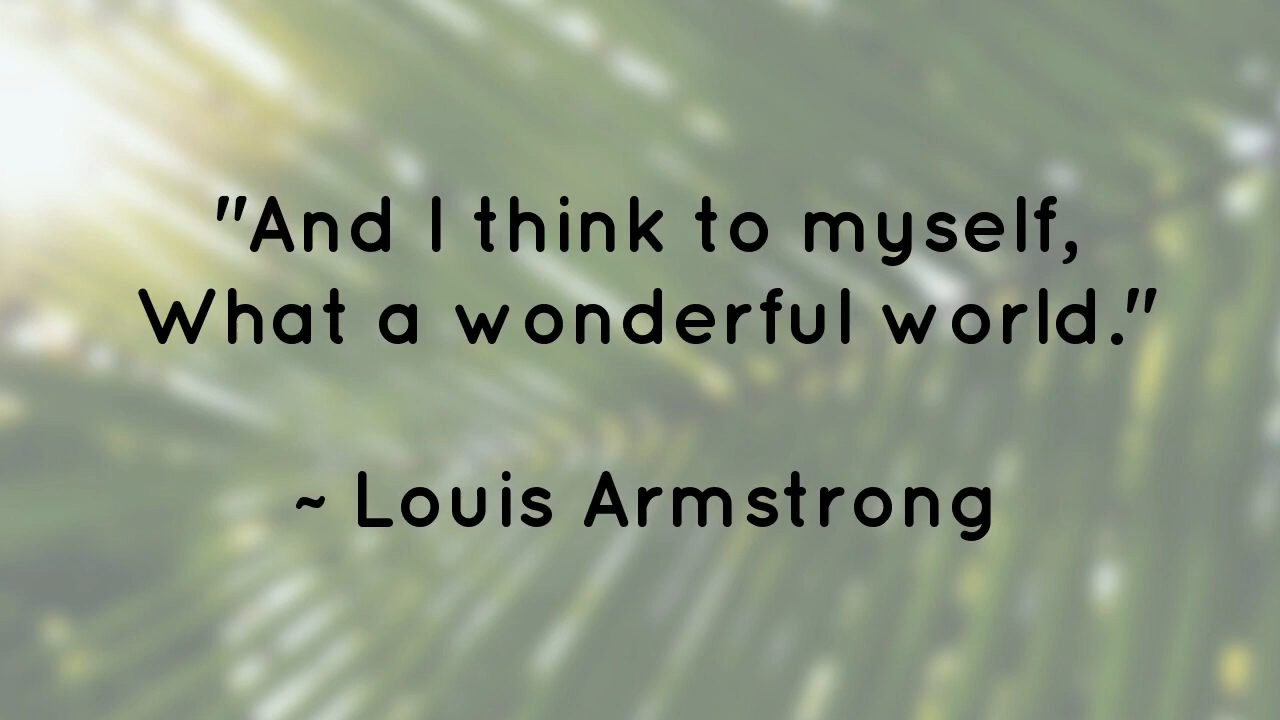 "And I think to myself,
What a wonderful world."
~ Louis Armstrong